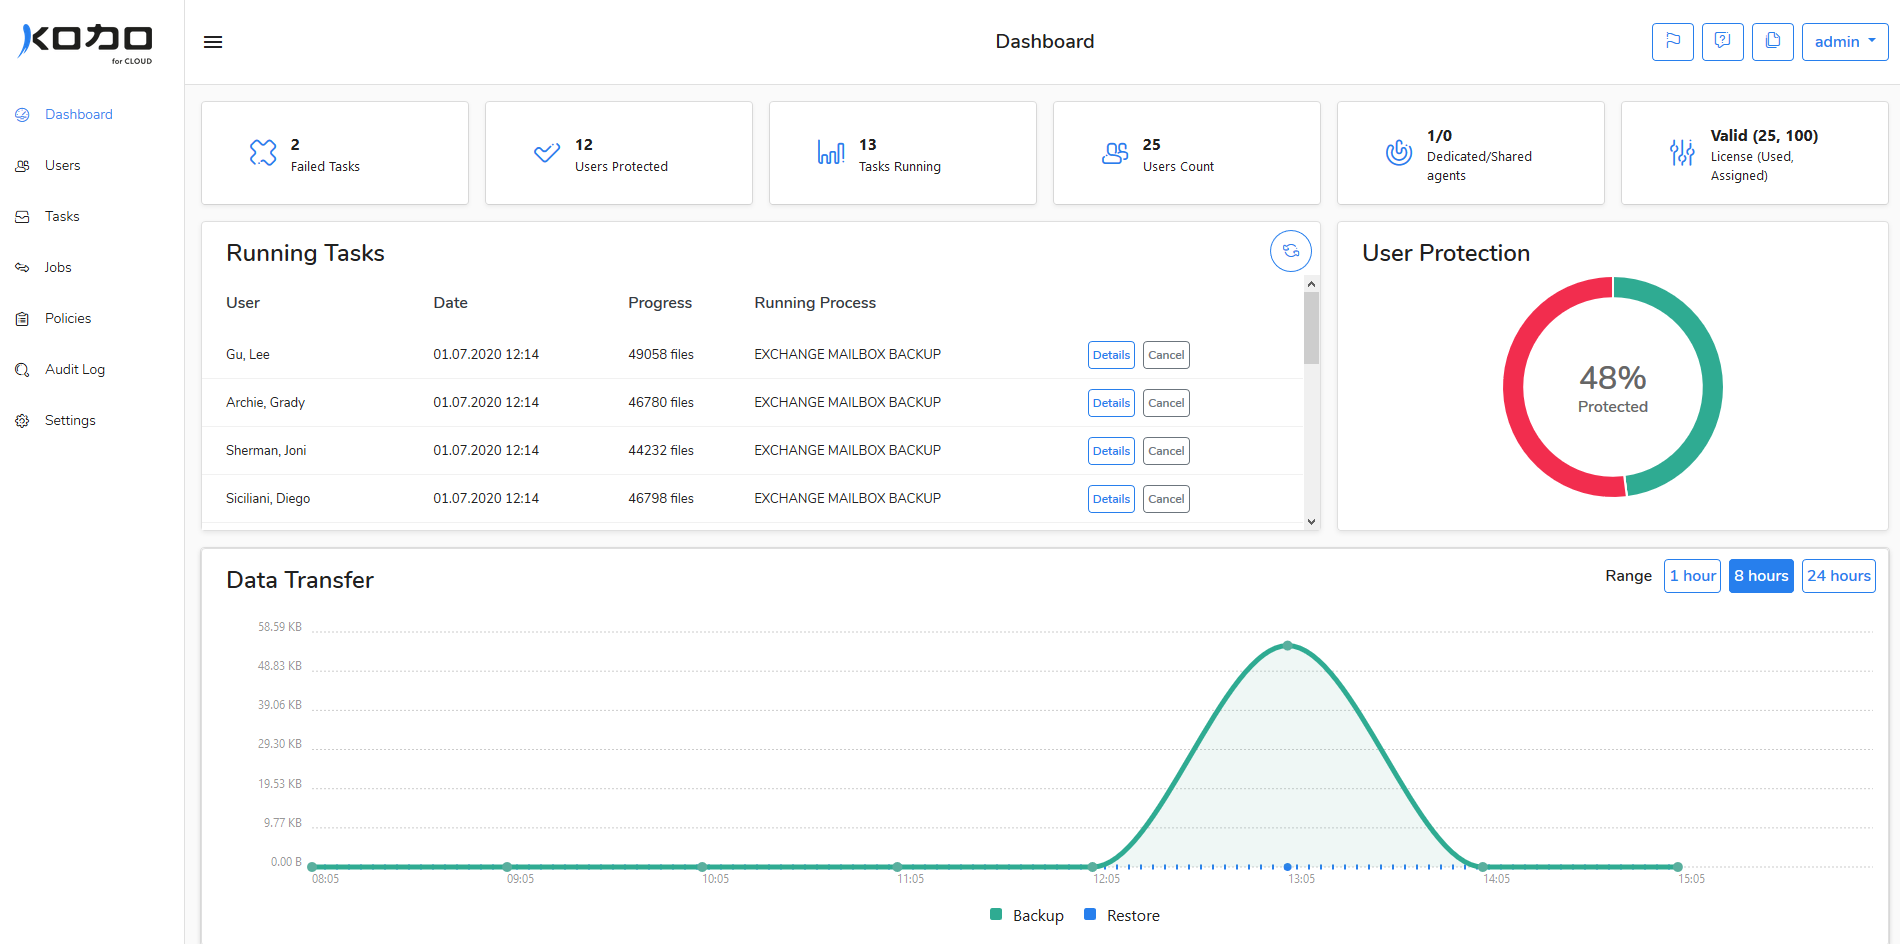 KODO
for CLOUD
Dashboard
admin
Dashboard
Users
Tasks
Jobs
Policies
Audit Log
Settings
2
Failed Tasks
12
Users Protected
13
Tasks Running
25
Users Count
1/0
Dedicated/Shared
agents
Valid (25, 100)
License (Used,
Assigned)
Running Tasks
User Date Progress Running Process
Gu, Lee 01.07.2020 12:14 49058 files EXCHANGE MAILBOX BACKUP Details Cancel
Archie, Grady 01.07.2020 12:14 46780 files EXCHANGE MAILBOX BACKUP Details Cancel
Sherman, Joni 01.07.2020 12:14 44232 files EXCHANGE MAILBOX BACKUP Details Cancel
Siciliani, Diego 01.07.2020 12:14 46798 files EXCHANGE MAILBOX BACKUP Details Cancel
User Protection
48%
Protected
Data Transfer
Range 1 hour 8 hours 24 hours
58.59 KB
48.83 KB
39.06 KB
29.30 KB
19.53 KB
9.77 KB
0.00 B
08:05 09:05 10:05 11:05 12:05 13:05 14:05 15:05
Backup Restore